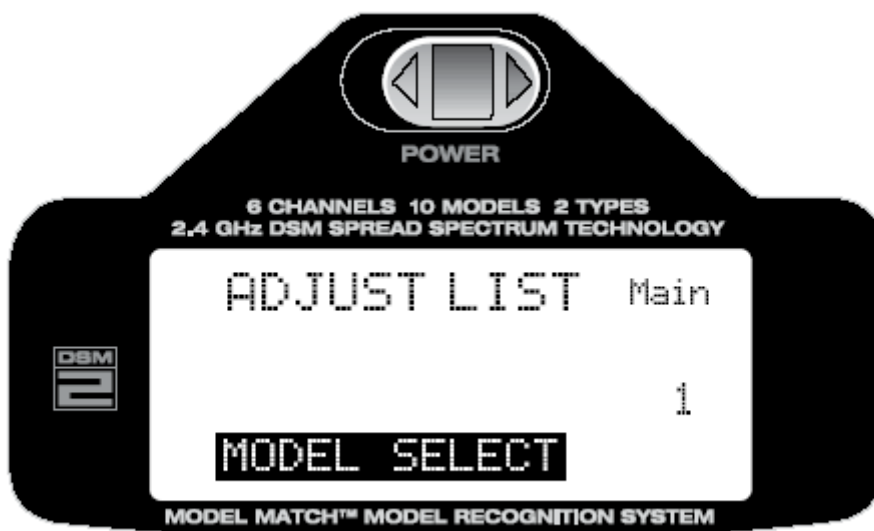 POWER
6 CHANNELS 10 MODELS 2 TYPES
2.4 GHz DSM SPREAD SPECTRUM TECHNOLOGY
ADJUST LIST Main
DSM
2
1
MODEL SELECT
MODEL MATCH™ MODEL RECOGNITION SYSTEM